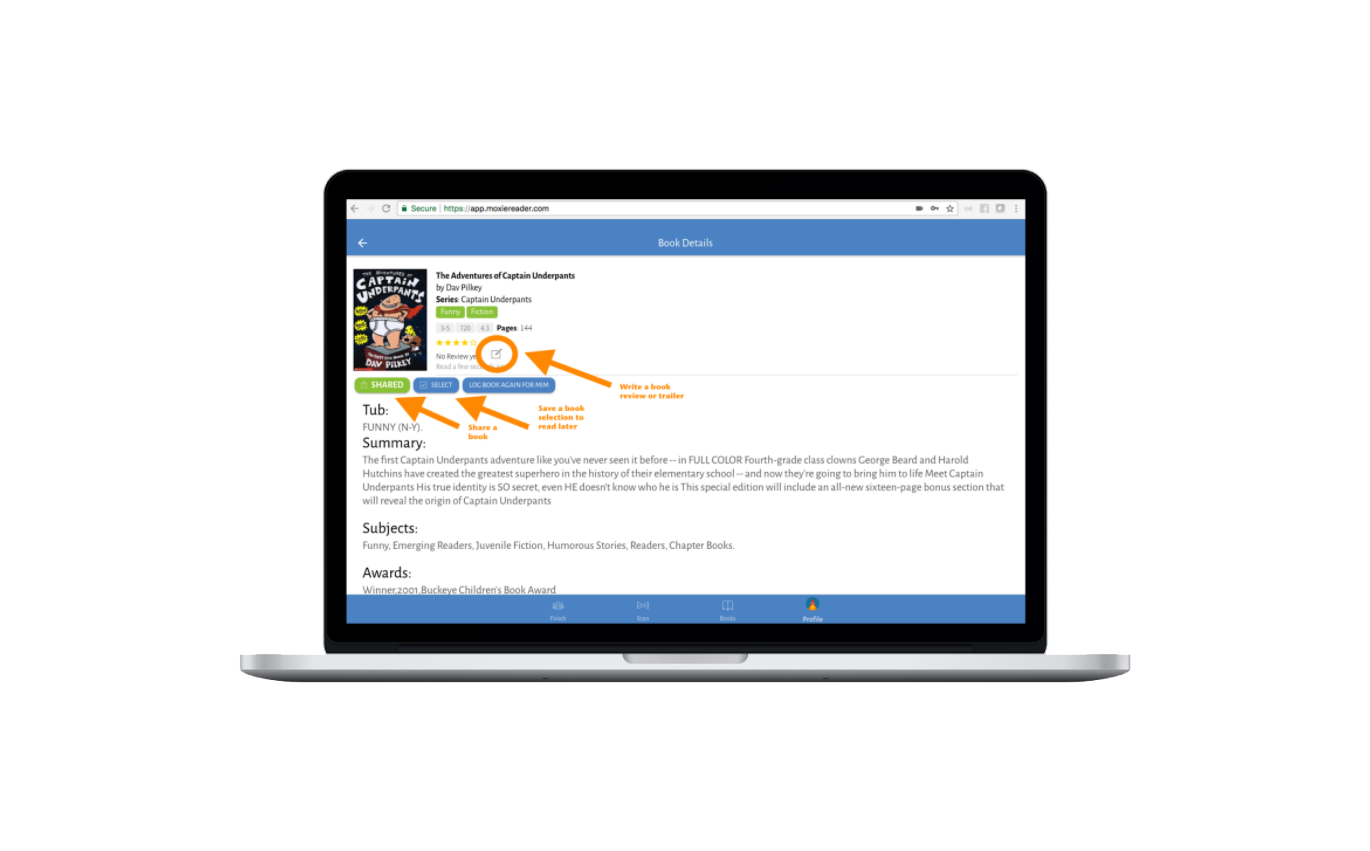 Secure | https://app.moxiereader.com
Book Details
THE ADVENTURES OF
CAPTAIN
UNDERPANTS
DAV PILKEY
The Adventures of Captain Underpants
by Dav Pilkey
Series: Captain Underpants
Funny Fiction
3-5 720 4.3 Pages: 144
No Review ye
Read a few sec
Write a book
review or trailer
SHARED SELECT LOG BOOK AGAIN FOR MIM
Save a book
selection to
read later
Share a
book
Tub:
FUNNY (N-Y).
Summary:
The first Captain Underpants adventure like you've never seen it before -- in FULL COLOR Fourth-grade class clowns George Beard and Harold
Hutchins have created the greatest superhero in the history of their elementary school -- and now they're going to bring him to life Meet Captain
Underpants His true identity is SO secret, even HE doesn't know who he is This special edition will include an all-new sixteen-page bonus section that
will reveal the origin of Captain Underpants
Subjects:
Funny, Emerging Readers, Juvenile Fiction, Humorous Stories, Readers, Chapter Books.
Awards:
Winner,2001,Buckeye Children's Book Award
Finish Scan Books Profile